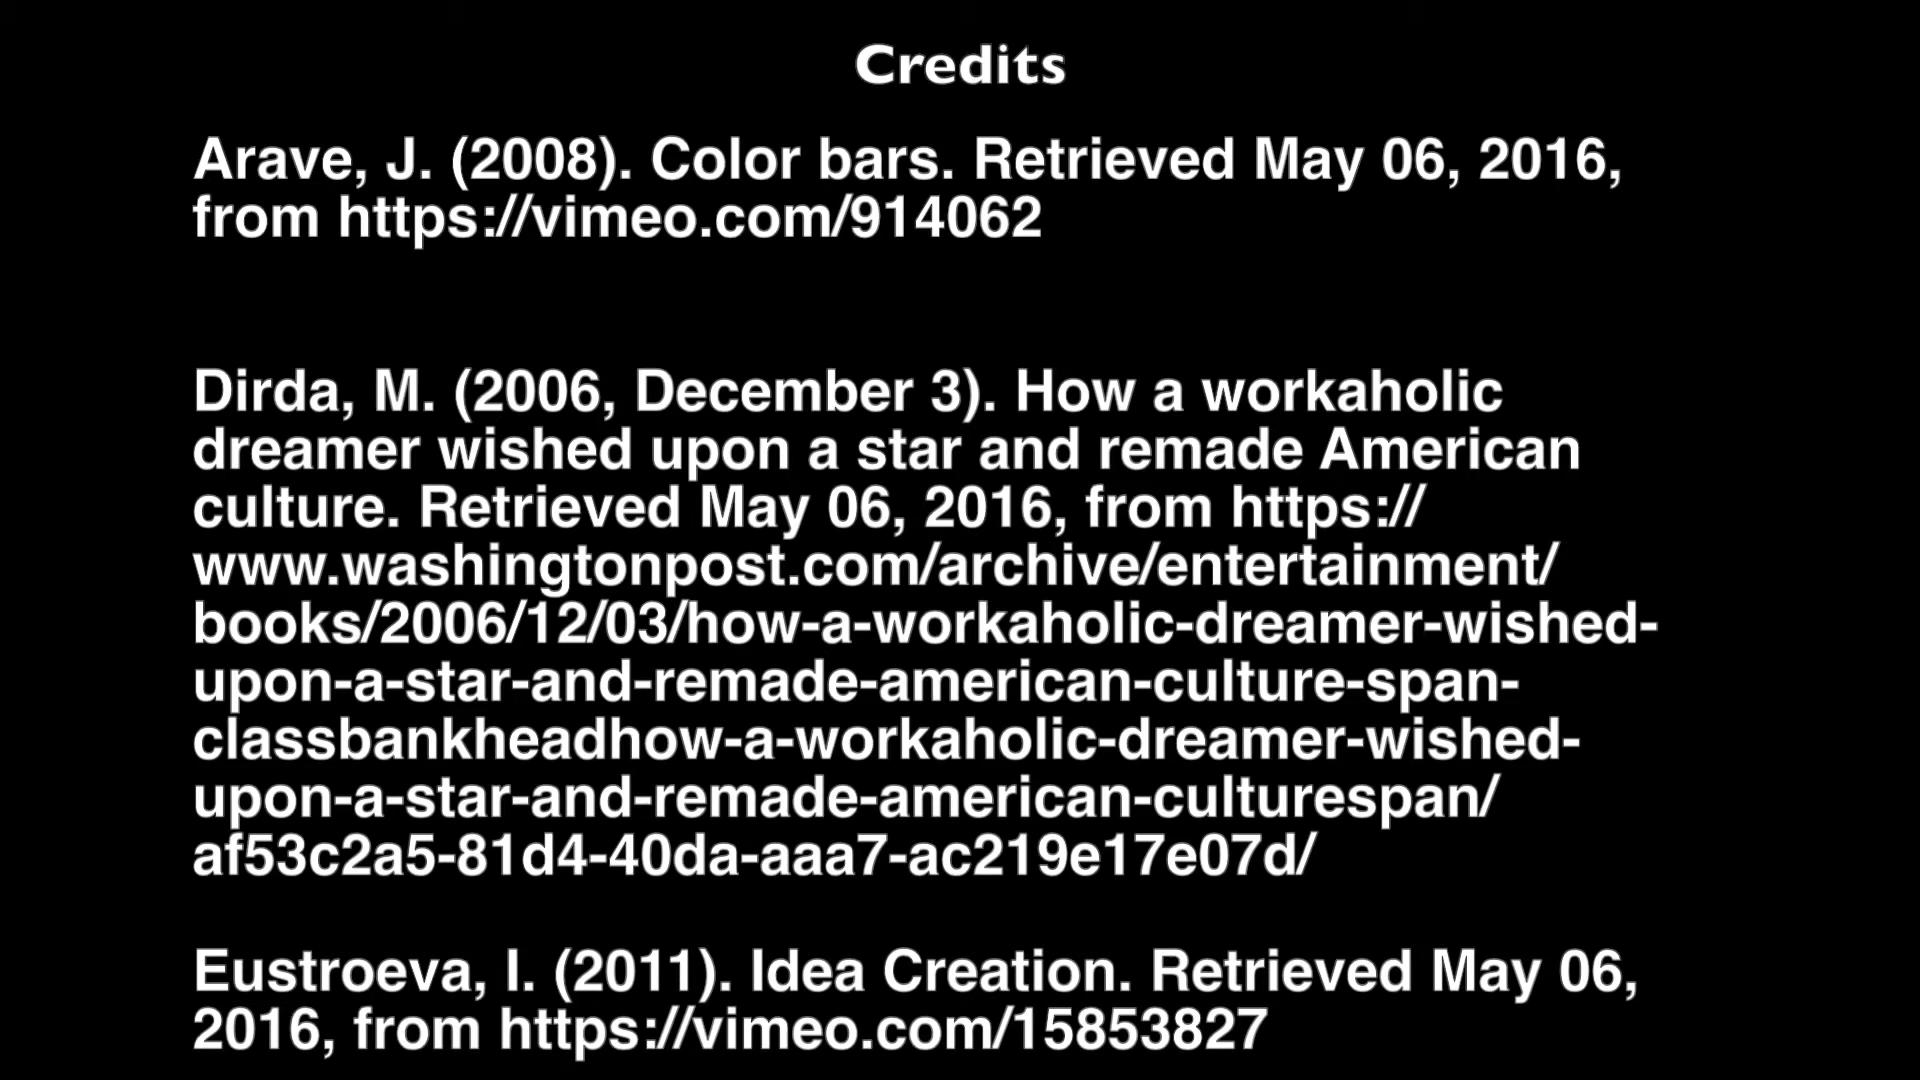 Credits
Arave, J. (2008). Color bars. Retrieved May 06, 2016,
from https://vimeo.com/914062
Dirda, M. (2006, December 3). How a workaholic
dreamer wished upon a star and remade American
culture. Retrieved May 06, 2016, from https://
www.washingtonpost.com/archive/entertainment/
books/2006/12/03/how-a-workaholic-dreamer-wished-
upon-a-star-and-remade-american-culture-span-
classbankheadhow-a-workaholic-dreamer-wished-
upon-a-star-and-remade-american-culturespan/
af53c2a5-81d4-40da-aaa7-ac219e17e07d/
Eustroeva, I. (2011). Idea Creation. Retrieved May 06,
2016, from https://vimeo.com/15853827